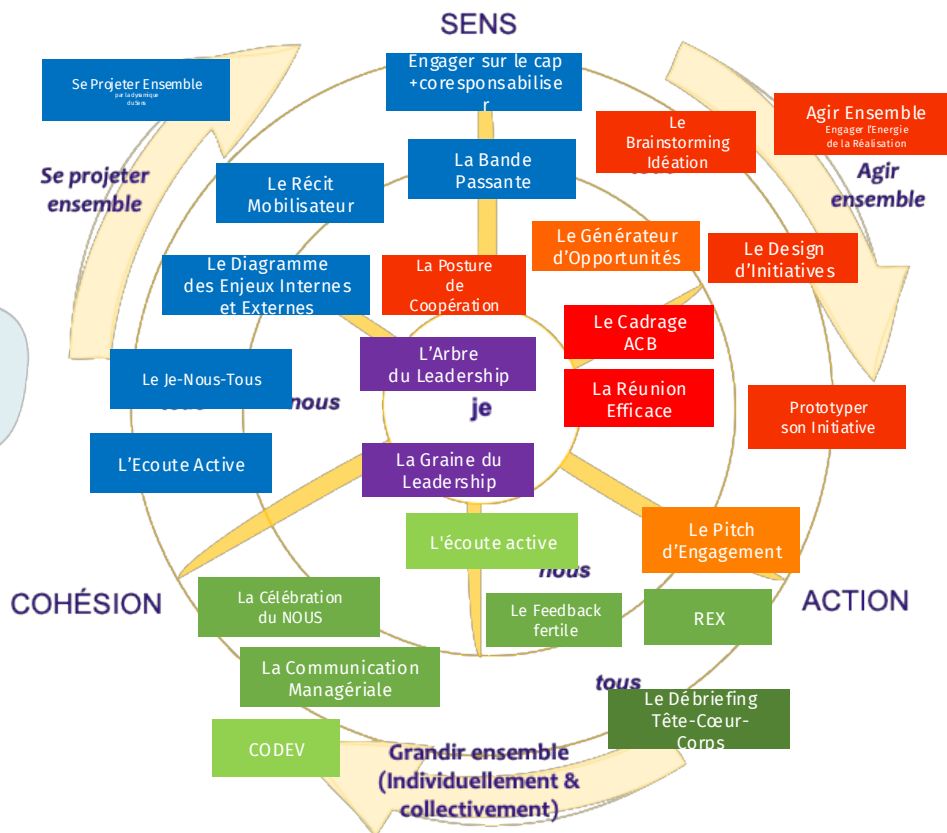 SENS
Engager sur le cap
+coresponsabilise
r
Se Projeter Ensemble
par la dynamique
du Sens
Agir Ensemble
Engager l'Energie
de la Réalisation
Le
Brainstorming
Idéation
Se projeter
ensemble
Agir
ensemble
La Bande
Passante
Le Récit
Mobilisateur
Le Générateur
d'Opportunités
Le Design
d'Initiatives
Le Diagramme
des Enjeux Internes
et Externes
La Posture
de
Coopération
Le Cadrage
ACB
L'Arbre
du Leadership
Le Je-Nous-Tous
La Réunion
Efficace
nous
je
Prototyper
son Initiative
L'Ecoute Active
La Graine du
Leadership
L'écoute active
Le Pitch
d'Engagement
nous
COHÉSION
ACTION
La Célébration
du NOUS
Le Feedback
fertile
REX
La Communication
Managériale
tous
Le Débriefing
Tête-Cœur-
Corps
CODEV
Grandir ensemble
(Individuellement &
collectivement)